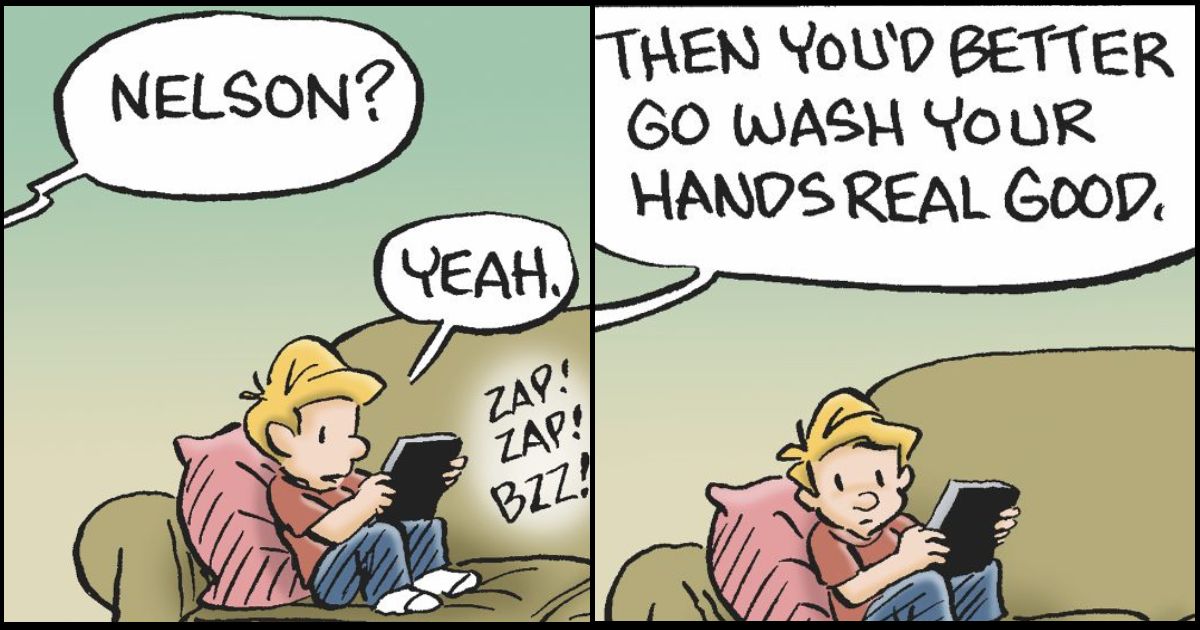 NELSON?
YEAH.
ZAP!
ZAP!
BZZ!
THEN YOU'D BETTER
GO WASH YOUR
HANDS REAL GOOD.